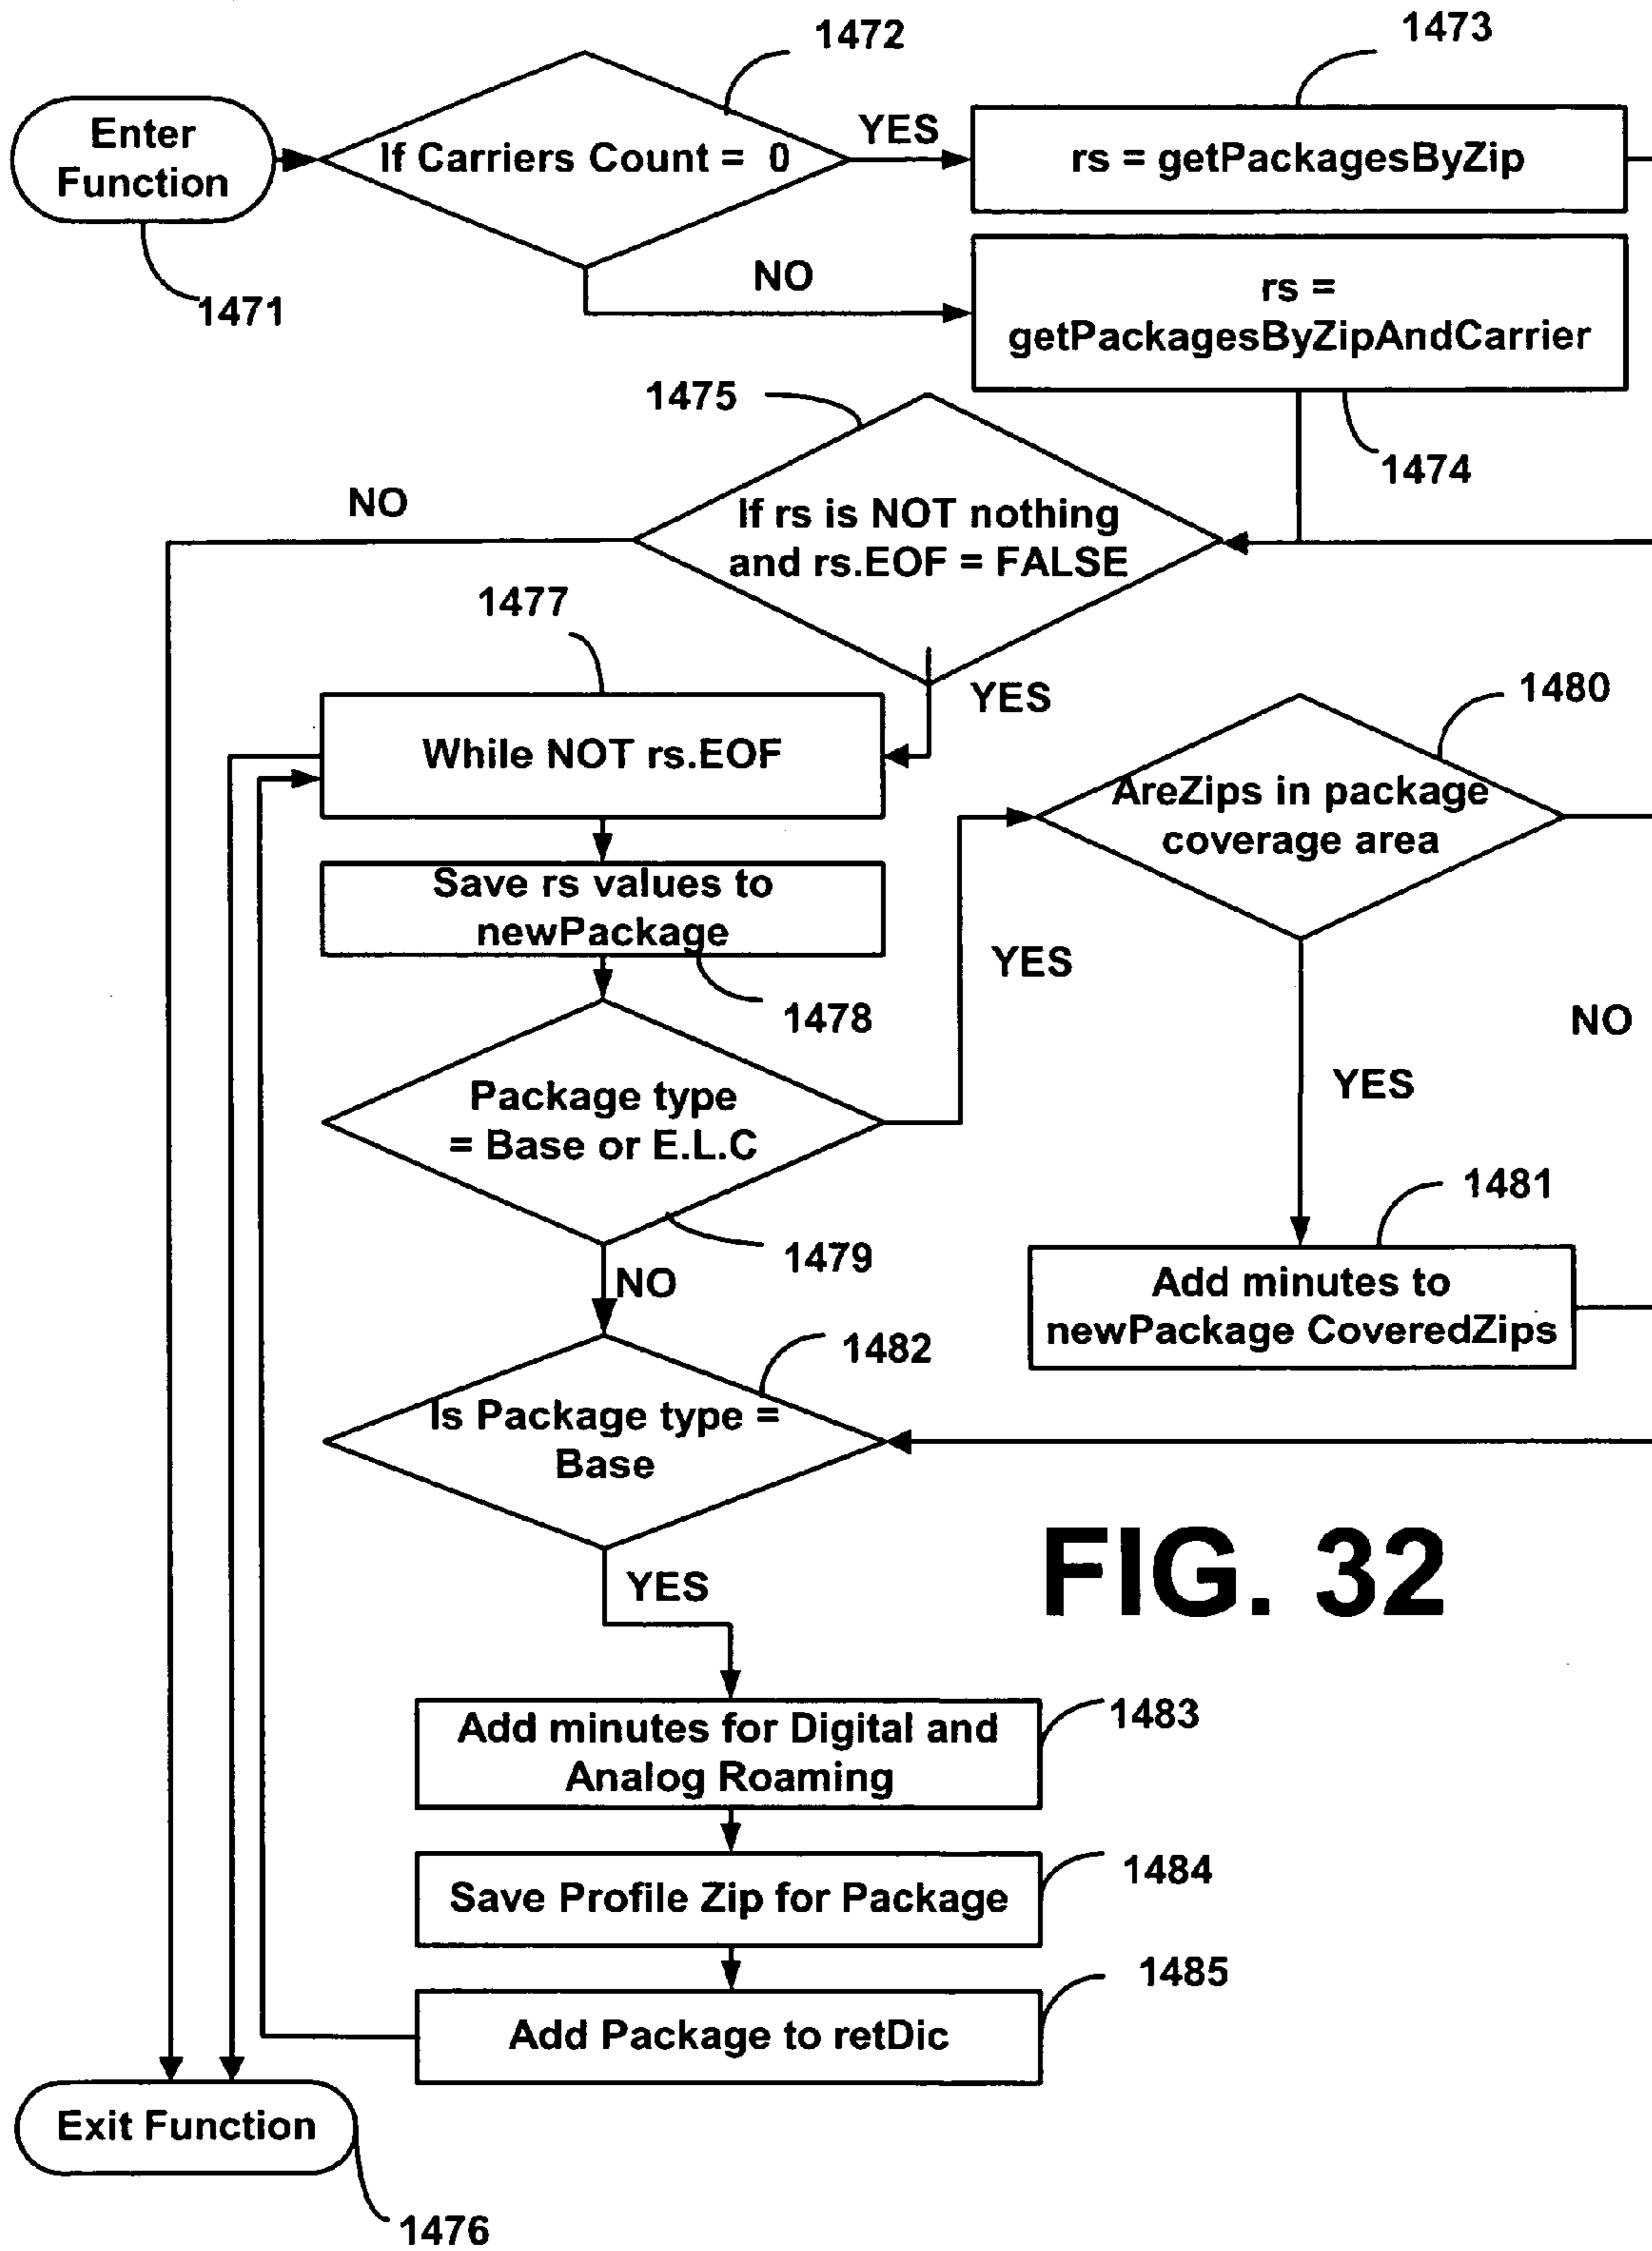 1472
1473
Enter
Function
If Carriers Count = 0
YES
rs = getPackagesByZip
1471
NO
rs =
getPackagesByZipAndCarrier
1475
1474
NO
If rs is NOT nothing
and rs.EOF = FALSE
1477
YES
1480
While NOT rs.EOF
AreZips in package
coverage area
Save rs values to
newPackage
YES
1478
NO
Package type
= Base or E.L.C
YES
1479
1481
NO
Add minutes to
newPackage CoveredZips
1482
Is Package type =
Base
FIG. 32
YES
1483
Add minutes for Digital and
Analog Roaming
1484
Save Profile Zip for Package
1485
Add Package to retDic
Exit Function
1476